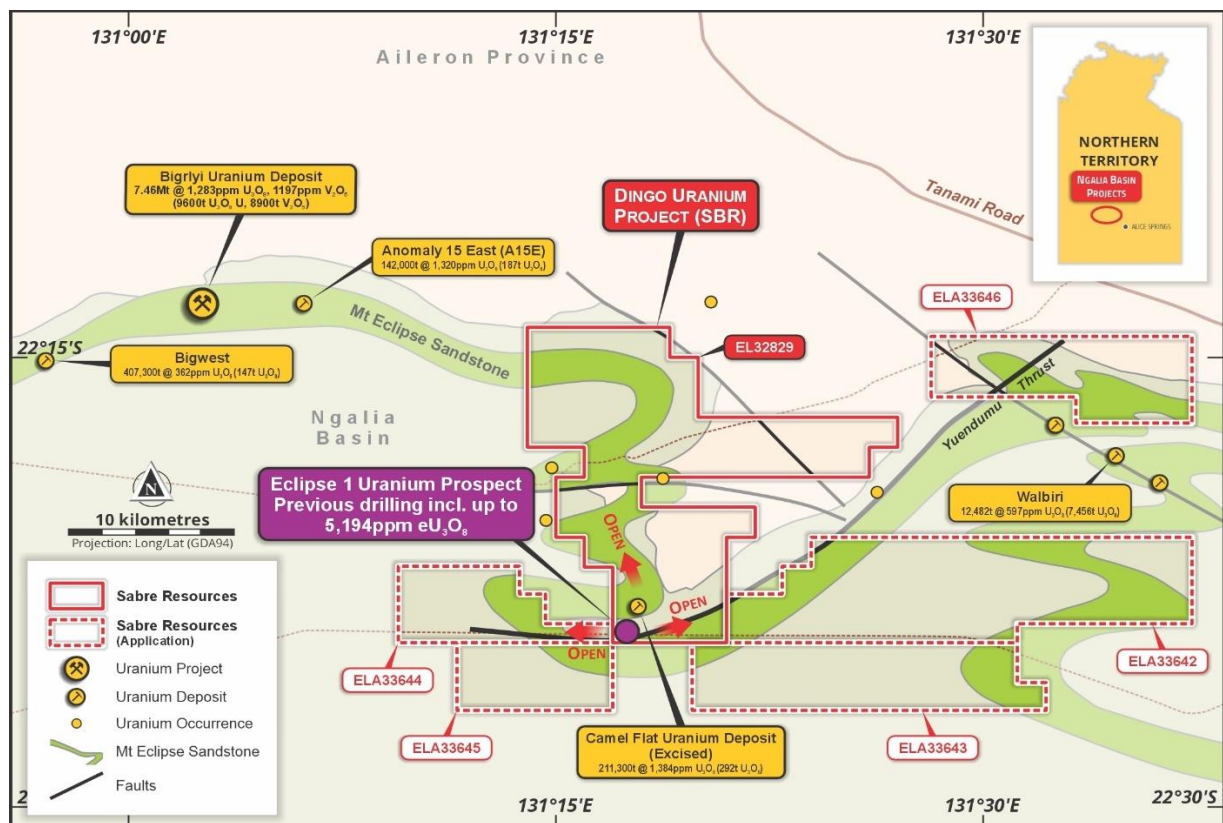 131°00'E
131°15'E
131°30'E
Aileron Province
NORTHERN
TERRITORY
NGALIA BASIN
PROJECTS
ALICE SPRINGS
Tanami Road
Bigrlyi Uranium Deposit
7.46Mt @ 1,283ppm U₃O₈, 1197ppm V₂O₅
(9600t U₃O₈ U, 8900t V₂O₅)
DINGO URANIUM
PROJECT (SBR)
Anomaly 15 East (A15E)
142,000t @ 1,320ppm U₃O₈ (187t U₃O₈)
ELA33646
Mt Eclipse Sandstone
EL32829
22°15'S
Bigwest
407,300t @ 362ppm U₃O₈ (147t U₃O₈)
Yuendumu Thrust
Ngalia
Basin
Eclipse 1 Uranium Prospect
Previous drilling incl. up to
5,194ppm eU₃O₈
N
10 kilometres
Projection: Long/Lat (GDA94)
Walbiri
12,482t @ 597ppm U₃O₈ (7,456t U₃O₈)
OPEN
OPEN
OPEN
Sabre Resources
Sabre Resources
(Application)
Uranium Project
Uranium Deposit
Uranium Occurrence
Mt Eclipse Sandstone
Faults
ELA33644
ELA33642
ELA33645
ELA33643
Camel Flat Uranium Deposit
(Excised)
211,300t @ 1,384ppm U₃O₈ (292t U₃O₈)
2
131°15'E
131°30'E
22°30'S